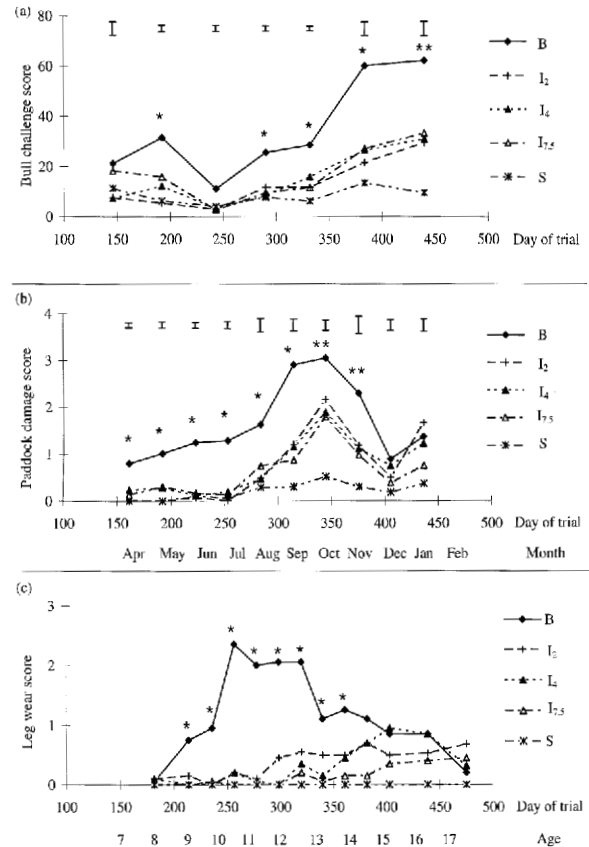 (a)
80
60
40
20
0
Bull challenge score
* * * * **
B
I2
I4
I7.5
S
100 150 200 250 300 350 400 450 500 Day of trial
(b)
4
3
2
1
0
Paddock damage score
* * * * * * ** **
B
I2
I4
I7.5
S
100 150 200 250 300 350 400 450 500 Day of trial
Apr May Jun Jul Aug Sep Oct Nov Dec Jan Feb Month
(c)
3
2
1
0
Leg wear score
* * * * * * * *
B
I2
I4
I7.5
S
100 150 200 250 300 350 400 450 500 Day of trial
7 8 9 10 11 12 13 14 15 16 17 Age